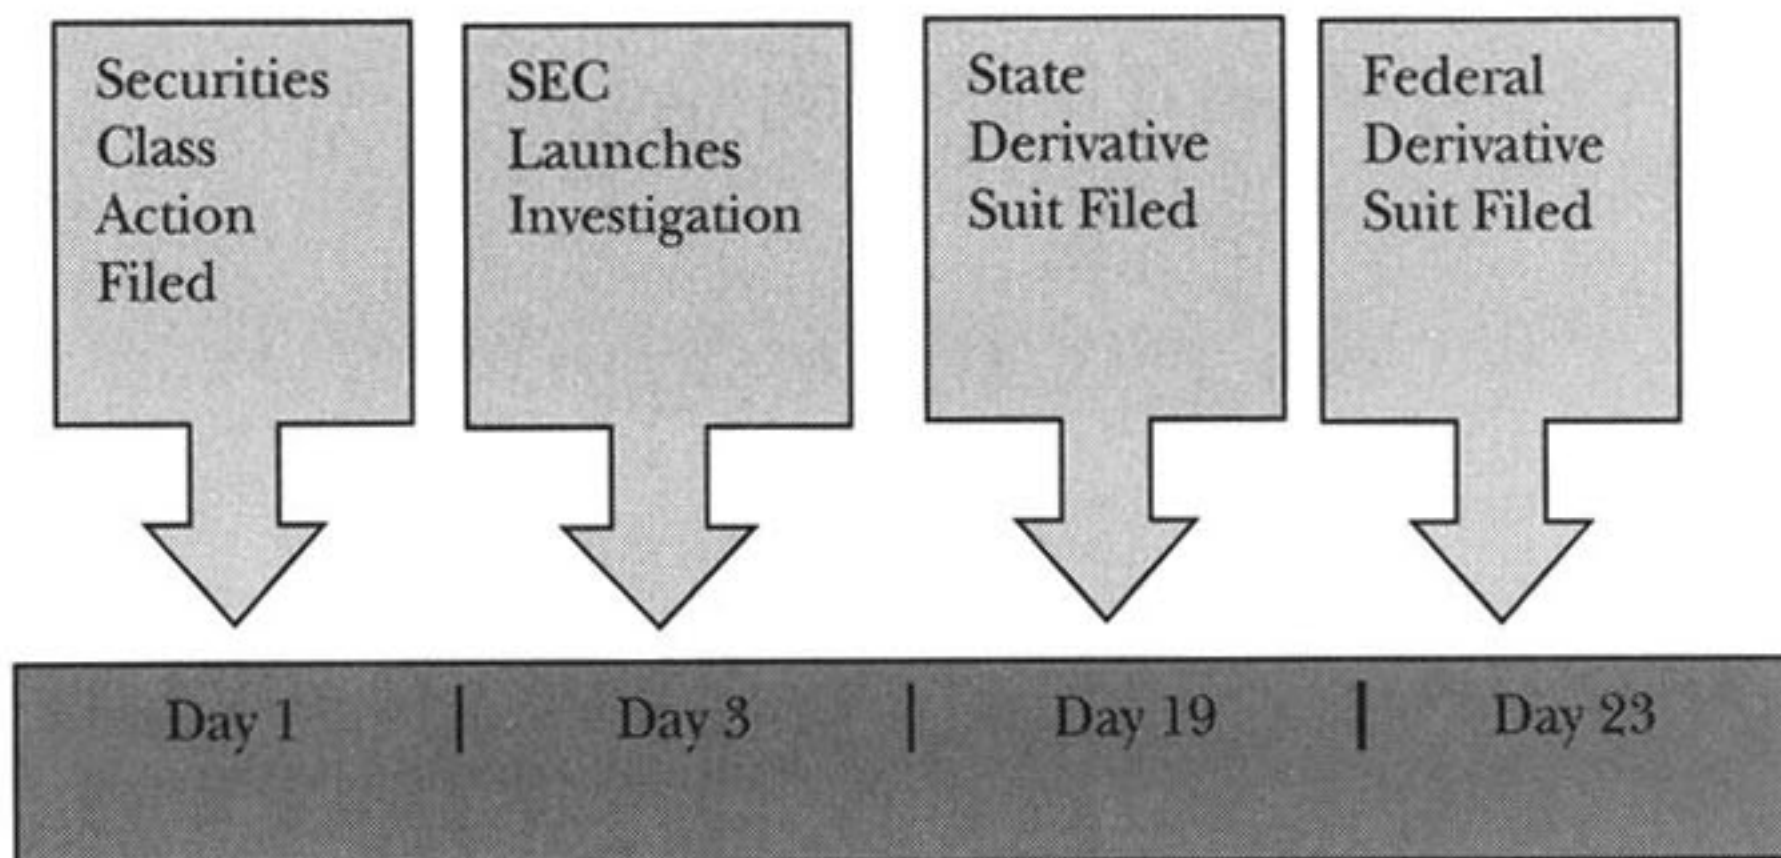 Securities
Class
Action
Filed
SEC
Launches
Investigation
State
Derivative
Suit Filed
Federal
Derivative
Suit Filed
Day 1 | Day 3 | Day 19 | Day 23